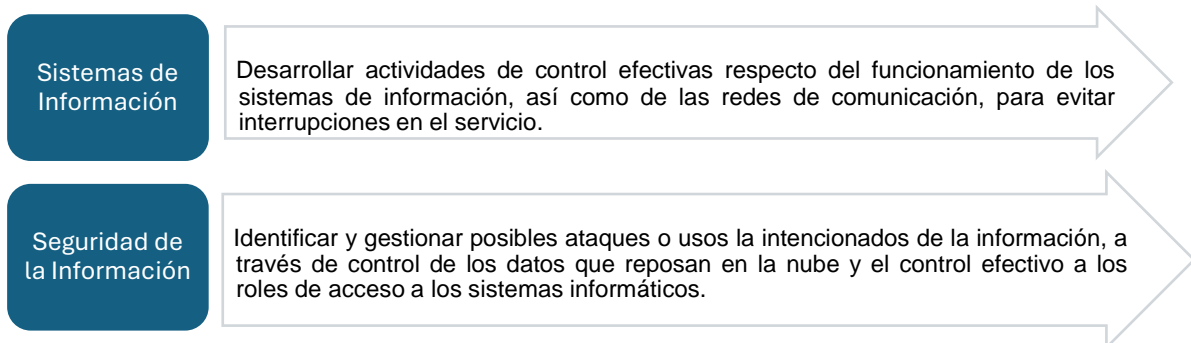 Sistemas de
Información
Desarrollar actividades de control efectivas respecto del funcionamiento de los
sistemas de información, así como de las redes de comunicación, para evitar
interrupciones en el servicio.
Seguridad de
la Información
Identificar y gestionar posibles ataques o usos la intencionados de la información, a
través de control de los datos que reposan en la nube y el control efectivo a los
roles de acceso a los sistemas informáticos.